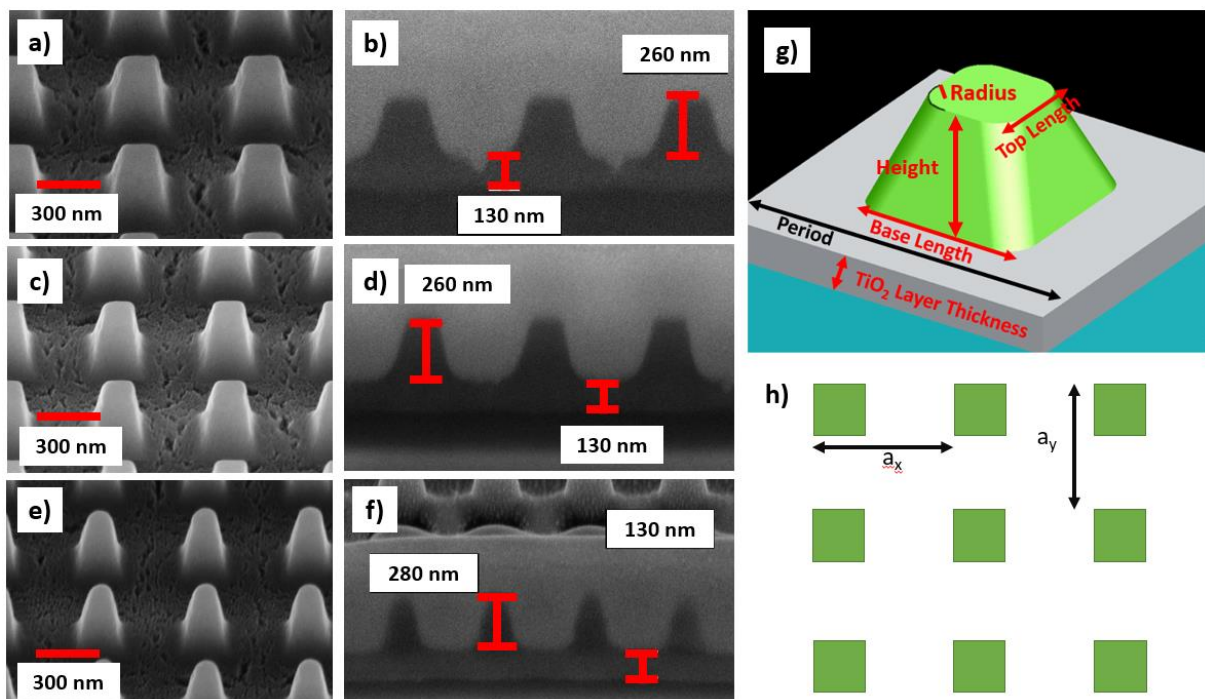 a)
300 nm
b)
260 nm
130 nm
c)
300 nm
d)
260 nm
130 nm
e)
300 nm
f)
130 nm
280 nm
g)
Radius
Top Length
Height
Base Length
Period
TiO₂ Layer Thickness
h)
aₓ
a_y